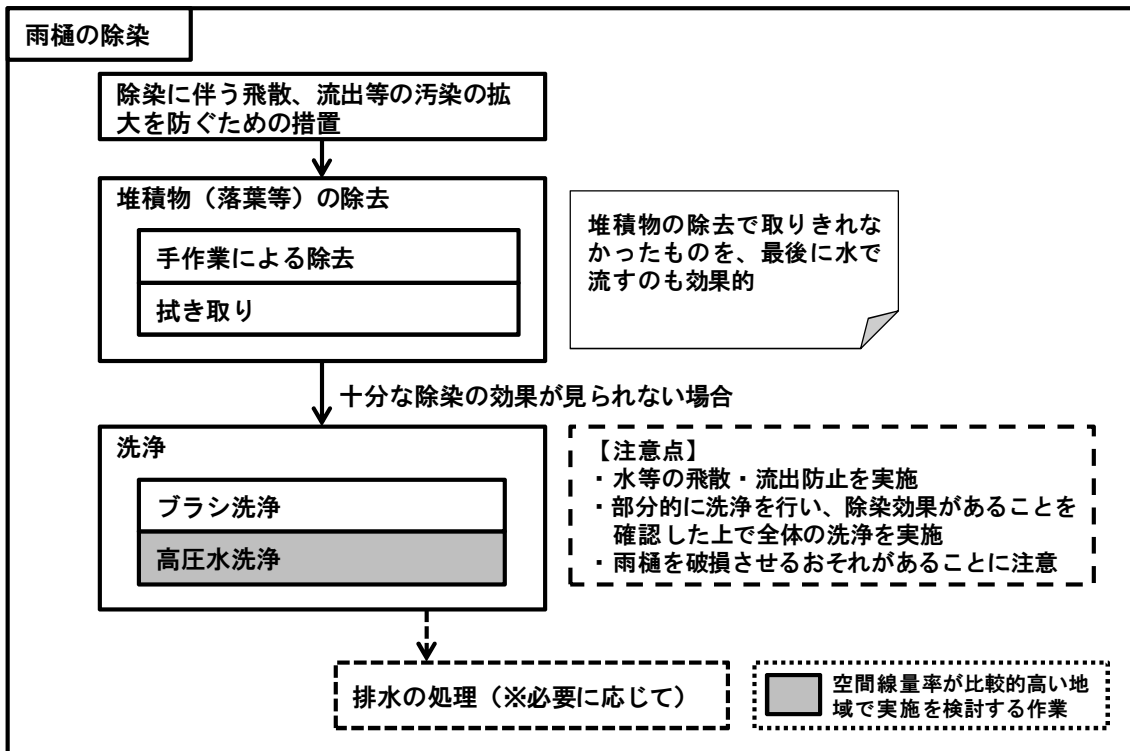 雨樋の除染
除染に伴う飛散、流出等の汚染の拡
大を防ぐための措置
堆積物（落葉等）の除去
手作業による除去
拭き取り
堆積物の除去で取りきれな
かったものを、最後に水で
流すのも効果的
十分な除染の効果が見られない場合
洗浄
ブラシ洗浄
高圧水洗浄
【注意点】
・水等の飛散・流出防止を実施
・部分的に洗浄を行い、除染効果があることを
確認した上で全体の洗浄を実施
・雨樋を破損させるおそれがあることに注意
排水の処理（※必要に応じて）
空間線量率が比較的高い地
域で実施を検討する作業